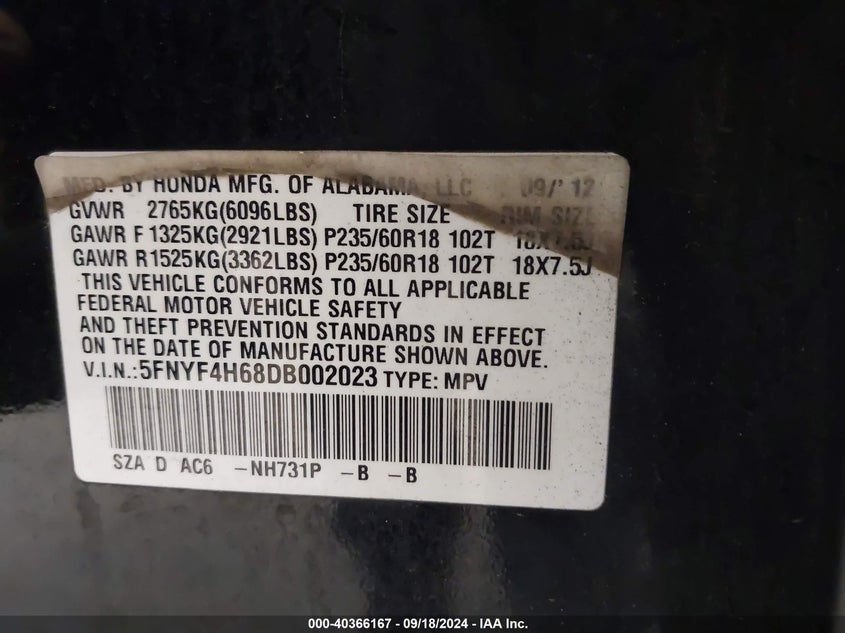 MFD. BY HONDA MFG. OF ALABAMA, LLC 09/'12
GVWR 2765KG(6096LBS) TIRE SIZE RIM SIZE
GAWR F 1325KG(2921LBS) P235/60R18 102T 18X7.5J
GAWR R1525KG(3362LBS) P235/60R18 102T 18X7.5J
THIS VEHICLE CONFORMS TO ALL APPLICABLE
FEDERAL MOTOR VEHICLE SAFETY
AND THEFT PREVENTION STANDARDS IN EFFECT
ON THE DATE OF MANUFACTURE SHOWN ABOVE.
V.I.N.:5FNYF4H68DB002023 TYPE: MPV
SZA D AC6 -NH731P -B -B
000-40366167 - 09/18/2024 - IAA Inc.